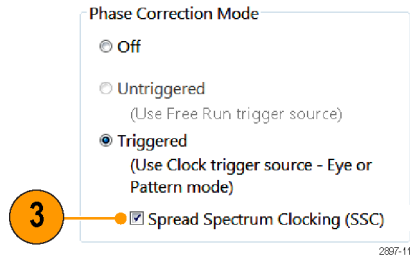 Phase Correction Mode
Off
Untriggered
(Use Free Run trigger source)
Triggered
(Use Clock trigger source - Eye or
Pattern mode)
3
Spread Spectrum Clocking (SSC)
2897-11